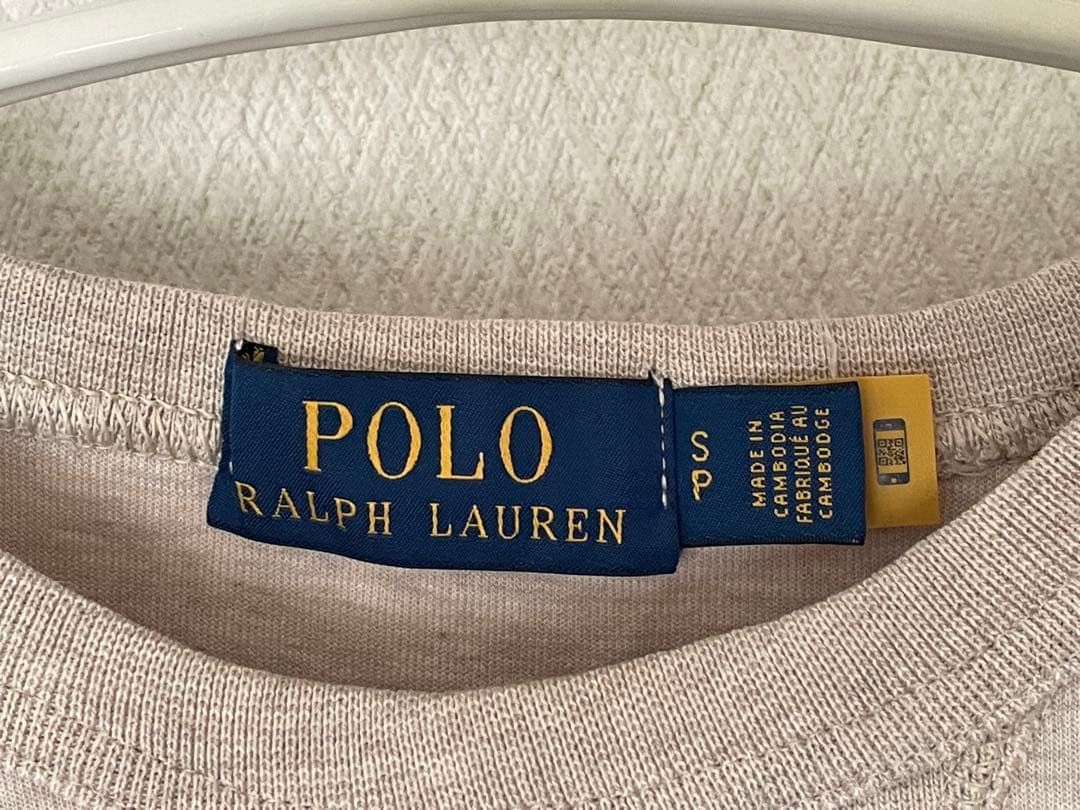 POLO
RALPH LAUREN
S
P
MADE IN
CAMBODIA
FABRIQUÉ AU
CAMBODGE